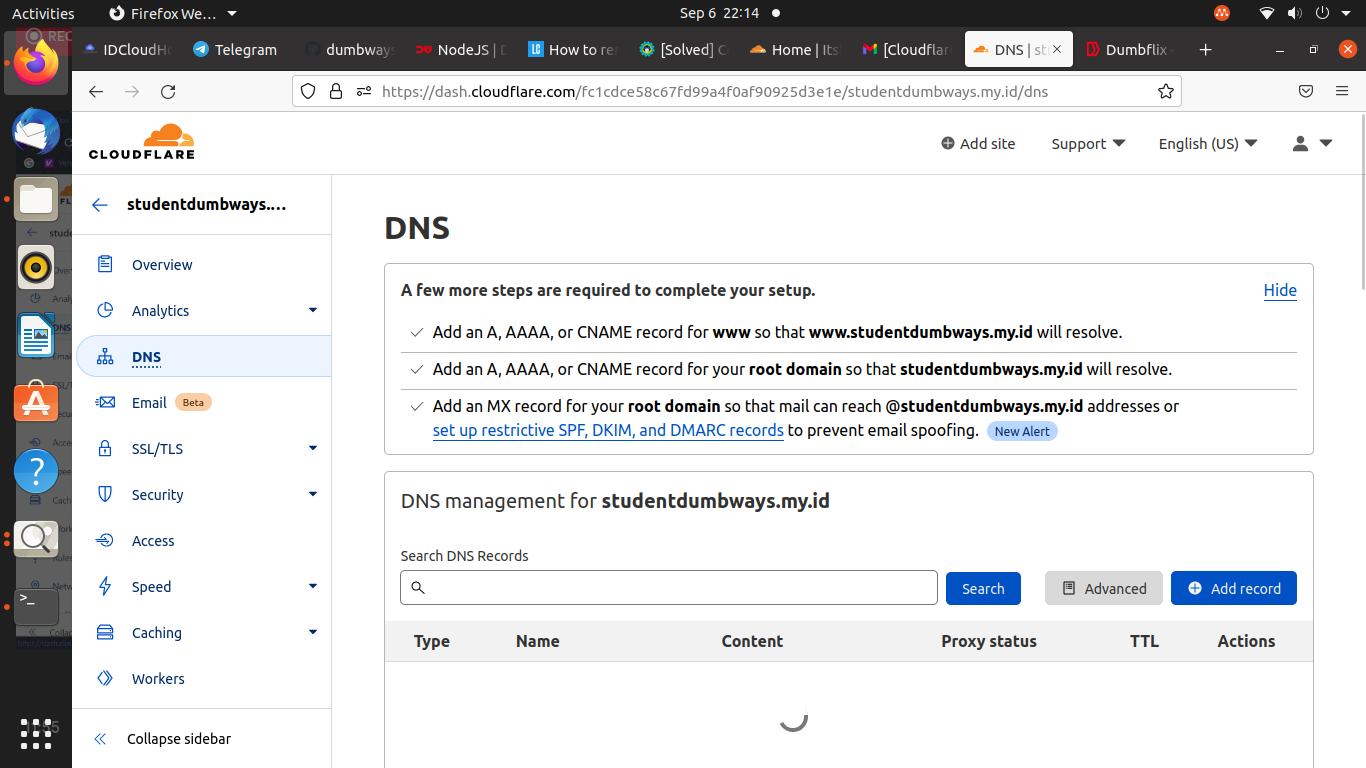 Activities
Firefox We…
Sep 6 22:14
REC
IDCloudHo
Telegram
dumbways
NodeJS | D
How to re
[Solved] C
Home | Its
[Cloudflar
DNS | st
Dumbflix -
https://dash.cloudflare.com/fc1cdce58c67fd99a4f0af90925d3e1e/studentdumbways.my.id/dns
CLOUDFLARE
Add site
Support
English (US)
studentdumbways.…
Overview
Analytics
DNS
Email Beta
SSL/TLS
Security
Access
Speed
Caching
Workers
Collapse sidebar
DNS
A few more steps are required to complete your setup.
Hide
Add an A, AAAA, or CNAME record for www so that www.studentdumbways.my.id will resolve.
Add an A, AAAA, or CNAME record for your root domain so that studentdumbways.my.id will resolve.
Add an MX record for your root domain so that mail can reach @studentdumbways.my.id addresses or
set up restrictive SPF, DKIM, and DMARC records to prevent email spoofing. New Alert
DNS management for studentdumbways.my.id
Search DNS Records
Search
Advanced
Add record
Type Name Content Proxy status TTL Actions